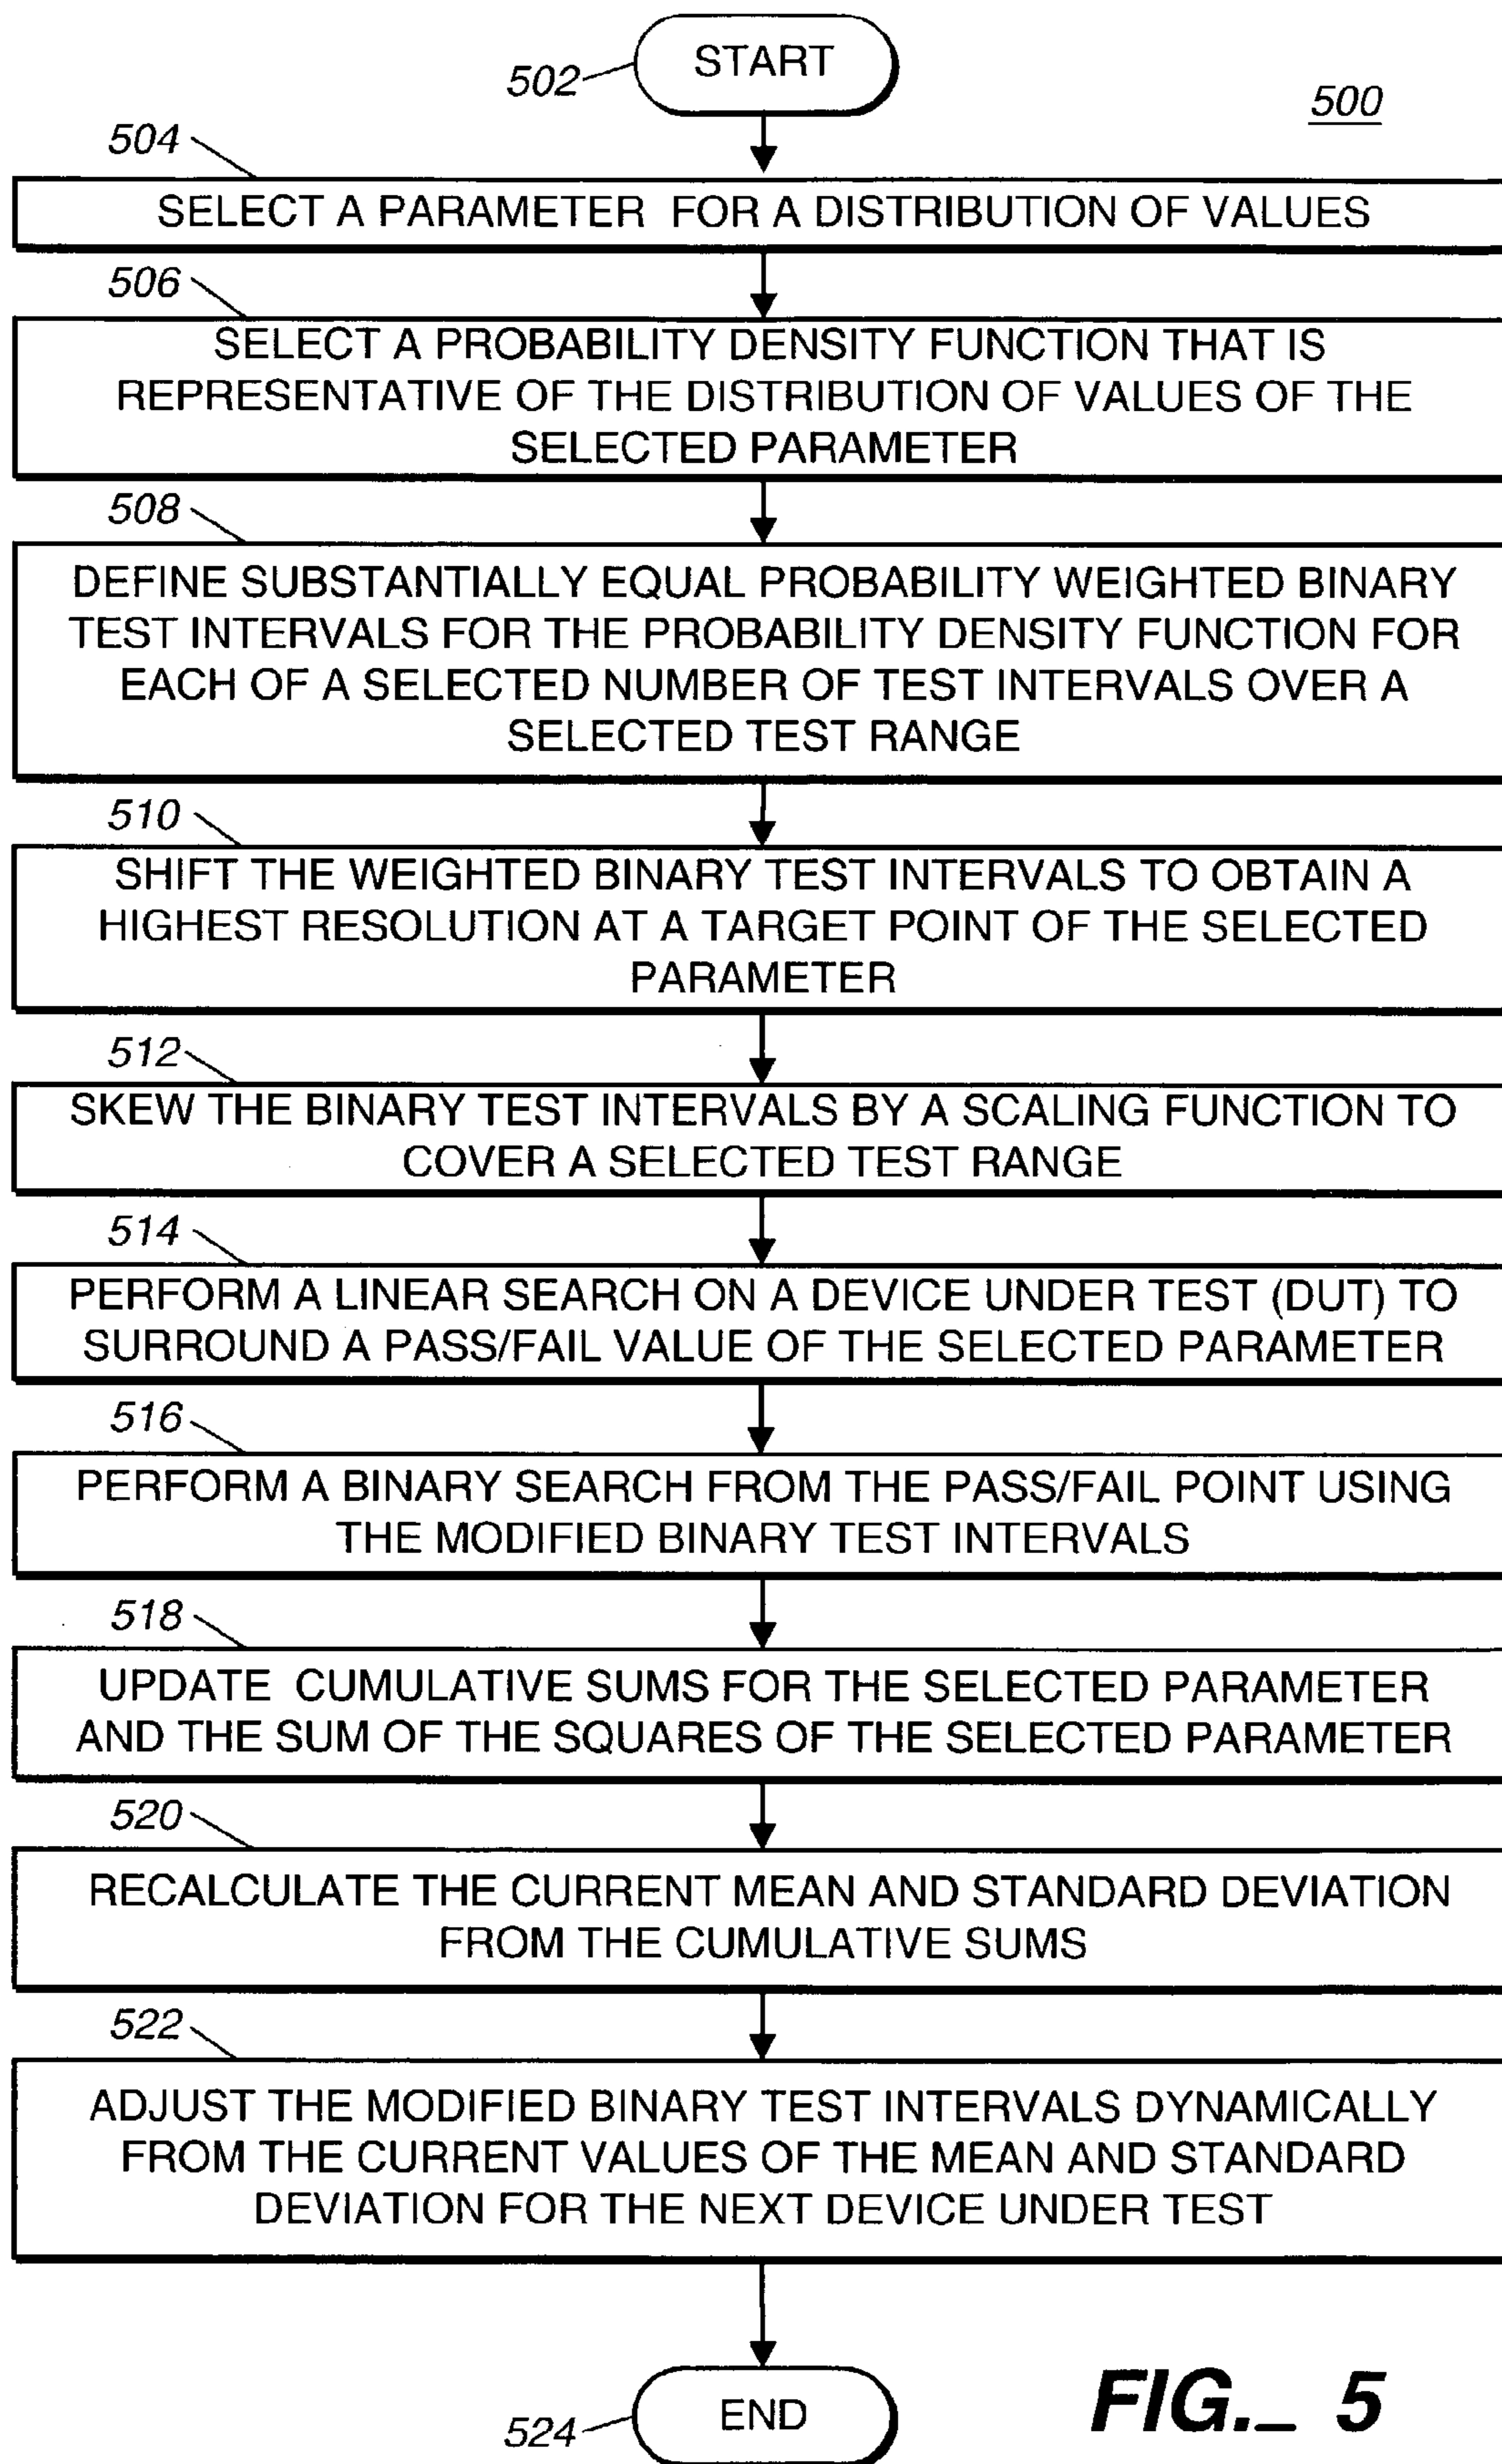 START
502
500
504
SELECT A PARAMETER FOR A DISTRIBUTION OF VALUES
506
SELECT A PROBABILITY DENSITY FUNCTION THAT IS
REPRESENTATIVE OF THE DISTRIBUTION OF VALUES OF THE
SELECTED PARAMETER
508
DEFINE SUBSTANTIALLY EQUAL PROBABILITY WEIGHTED BINARY
TEST INTERVALS FOR THE PROBABILITY DENSITY FUNCTION FOR
EACH OF A SELECTED NUMBER OF TEST INTERVALS OVER A
SELECTED TEST RANGE
510
SHIFT THE WEIGHTED BINARY TEST INTERVALS TO OBTAIN A
HIGHEST RESOLUTION AT A TARGET POINT OF THE SELECTED
PARAMETER
512
SKEW THE BINARY TEST INTERVALS BY A SCALING FUNCTION TO
COVER A SELECTED TEST RANGE
514
PERFORM A LINEAR SEARCH ON A DEVICE UNDER TEST (DUT) TO
SURROUND A PASS/FAIL VALUE OF THE SELECTED PARAMETER
516
PERFORM A BINARY SEARCH FROM THE PASS/FAIL POINT USING
THE MODIFIED BINARY TEST INTERVALS
518
UPDATE CUMULATIVE SUMS FOR THE SELECTED PARAMETER
AND THE SUM OF THE SQUARES OF THE SELECTED PARAMETER
520
RECALCULATE THE CURRENT MEAN AND STANDARD DEVIATION
FROM THE CUMULATIVE SUMS
522
ADJUST THE MODIFIED BINARY TEST INTERVALS DYNAMICALLY
FROM THE CURRENT VALUES OF THE MEAN AND STANDARD
DEVIATION FOR THE NEXT DEVICE UNDER TEST
END
524
FIG._ 5